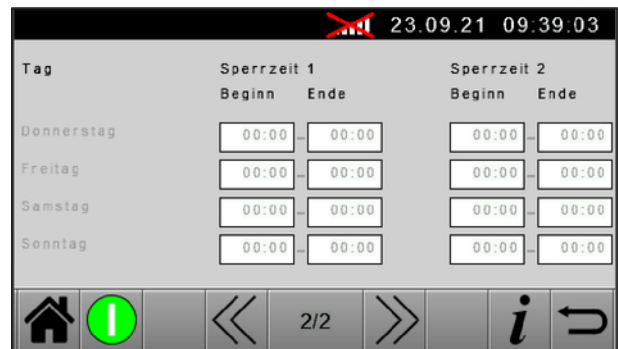 23.09.21 09:39:03
Tag Sperrzeit 1 Sperrzeit 2
Beginn Ende Beginn Ende
Donnerstag 00:00 - 00:00 00:00 - 00:00
Freitag 00:00 - 00:00 00:00 - 00:00
Samstag 00:00 - 00:00 00:00 - 00:00
Sonntag 00:00 - 00:00 00:00 - 00:00
2/2 i